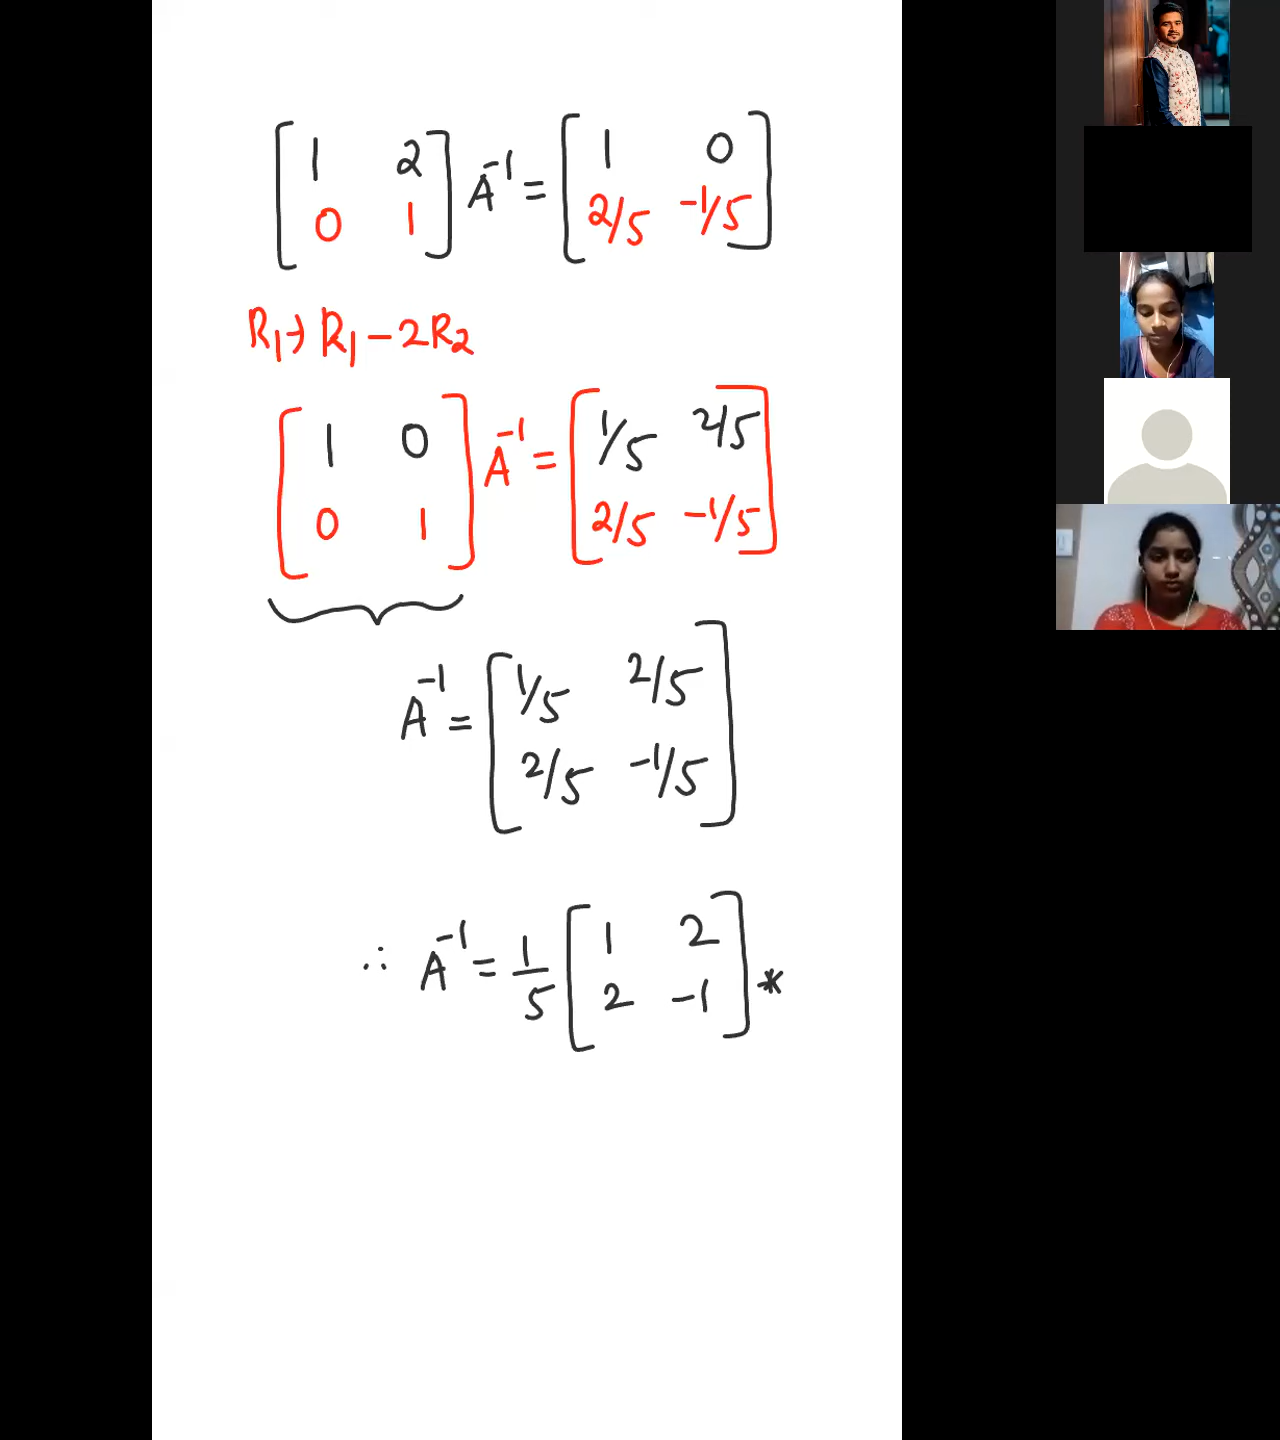 [1 2
0 1] A⁻¹ = [1 0
2/5 -1/5]
R₁→R₁-2R₂
[1 0
0 1] A⁻¹ = [1/5 2/5
2/5 -1/5]
A⁻¹ = [1/5 2/5
2/5 -1/5]
∴ A⁻¹ = 1/5 [1 2
2 -1] *